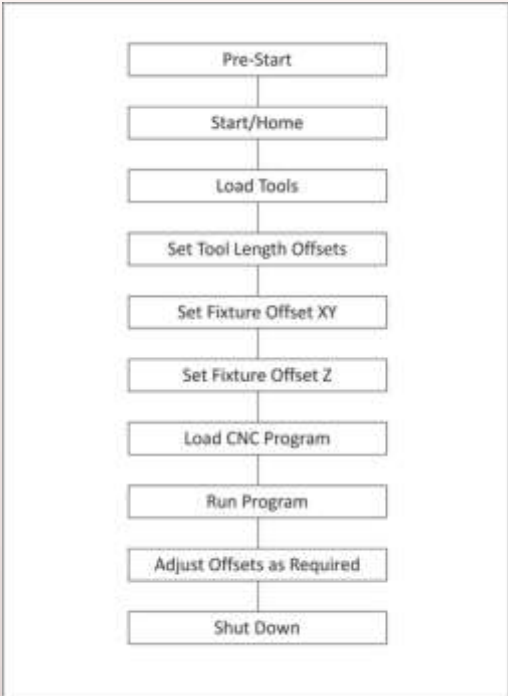 Pre-Start
Start/Home
Load Tools
Set Tool Length Offsets
Set Fixture Offset XY
Set Fixture Offset Z
Load CNC Program
Run Program
Adjust Offsets as Required
Shut Down